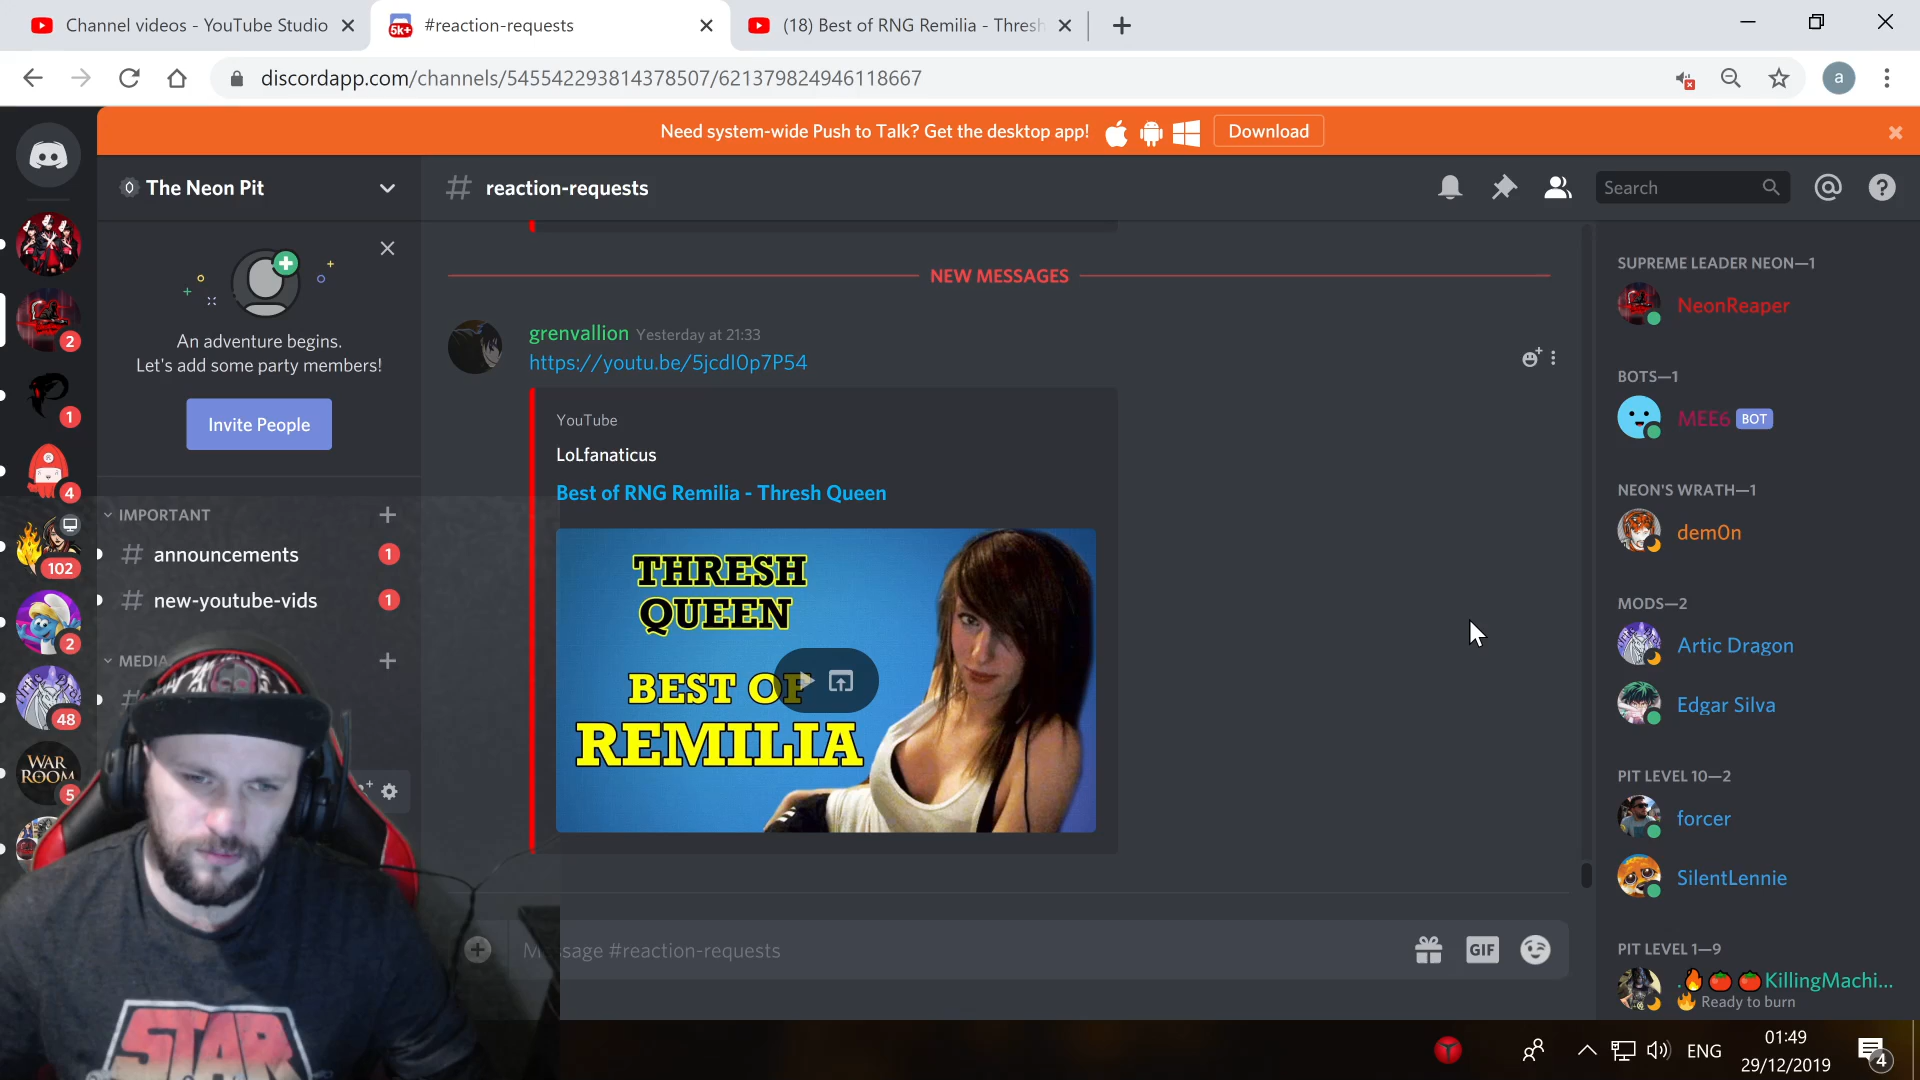 Channel videos - YouTube Studio
#reaction-requests
(18) Best of RNG Remilia - Thresh
discordapp.com/channels/545542293814378507/621379824946118667
a
Need system-wide Push to Talk? Get the desktop app!
Download
The Neon Pit
# reaction-requests
Search
An adventure begins.
Let's add some party members!
Invite People
IMPORTANT
# announcements
1
# new-youtube-vids
1
MEDIA
2
1
4
102
2
48
WAR
ROOM
5
NEW MESSAGES
grenvallion Yesterday at 21:33
https://youtu.be/5jcdI0p7P54
YouTube
LoLfanaticus
Best of RNG Remilia - Thresh Queen
THRESH
QUEEN
BEST OF
REMILIA
Message #reaction-requests
GIF
SUPREME LEADER NEON—1
NeonReaper
BOTS—1
MEE6 BOT
NEON'S WRATH—1
dem0n
MODS—2
Artic Dragon
Edgar Silva
PIT LEVEL 10—2
forcer
SilentLennie
PIT LEVEL 1—9
.🔥🍅🍅KillingMachi...
🔥 Ready to burn
STAR
ENG
01:49
29/12/2019
4